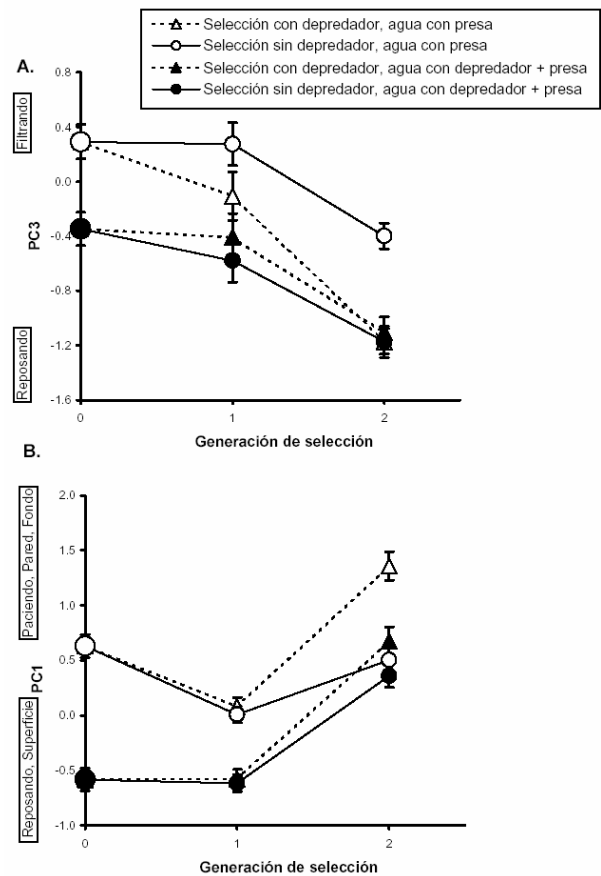 Selección con depredador, agua con presa
Selección sin depredador, agua con presa
Selección con depredador, agua con depredador + presa
Selección sin depredador, agua con depredador + presa
A.
Filtrando
PC3
Reposando
0.8
0.4
0.0
-0.4
-0.8
-1.2
-1.6
0
1
2
Generación de selección
B.
Paciendo, Pared, Fondo
PC1
Reposando, Superficie
2.0
1.5
1.0
0.5
0.0
-0.5
-1.0
0
1
2
Generación de selección